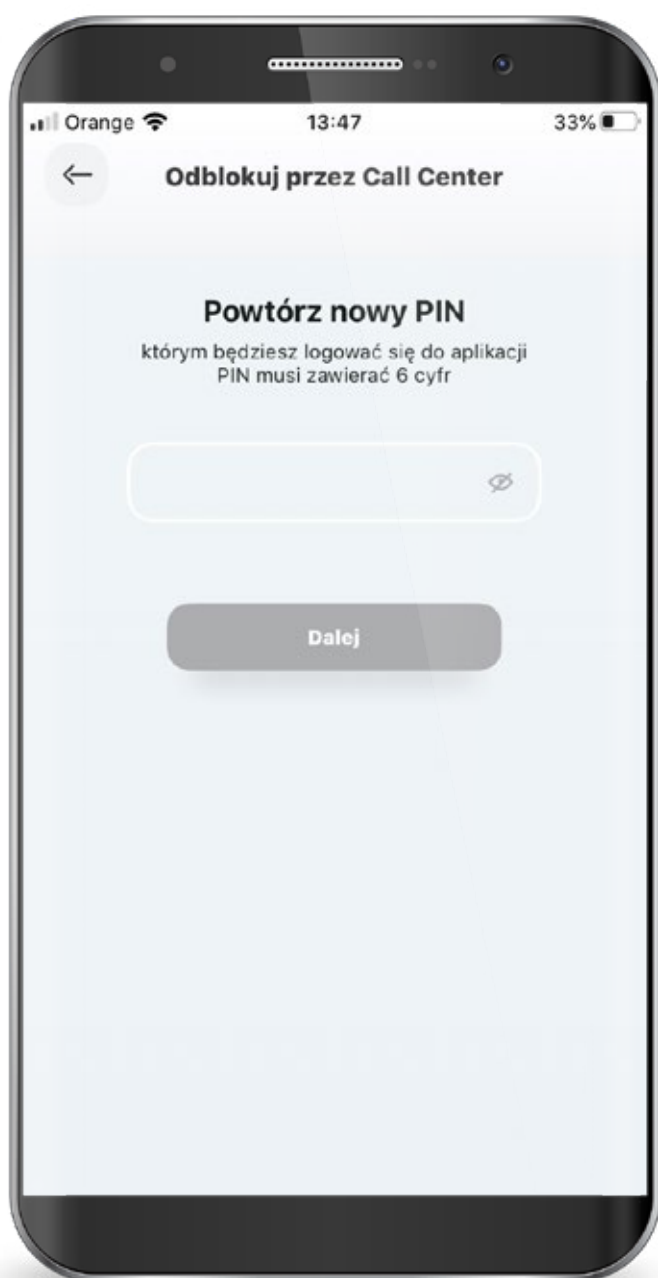 Orange 13:47 33%
Odblokuj przez Call Center
Powtórz nowy PIN
którym będziesz logować się do aplikacji
PIN musi zawierać 6 cyfr
Dalej